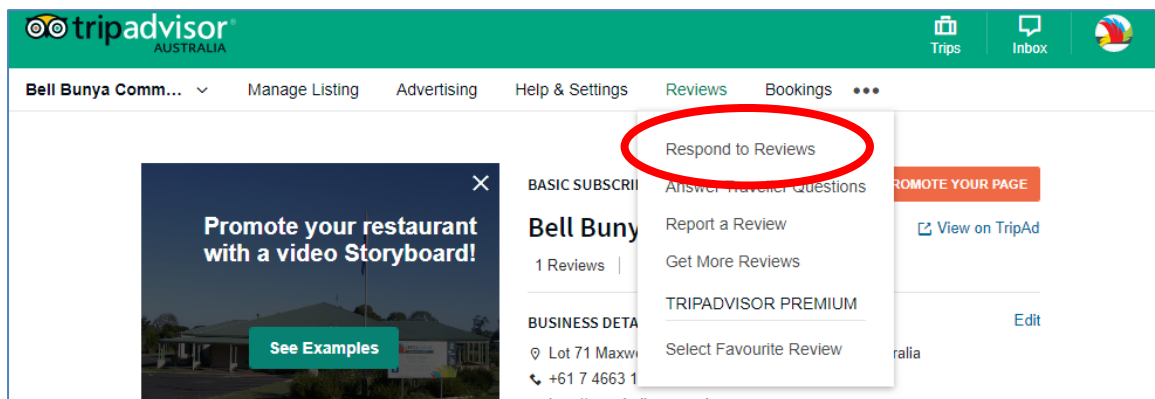 tripadvisor
AUSTRALIA
Trips
Inbox
Bell Bunya Comm...
Manage Listing
Advertising
Help & Settings
Reviews
Bookings
Promote your restaurant
with a video Storyboard!
See Examples
BASIC SUBSCRI
Bell Buny
1 Reviews
BUSINESS DETA
Lot 71 Maxw
+61 7 4663 1
Respond to Reviews
Answer Traveller Questions
Report a Review
Get More Reviews
TRIPADVISOR PREMIUM
Select Favourite Review
ROMOTE YOUR PAGE
View on TripAd
Edit
ralia